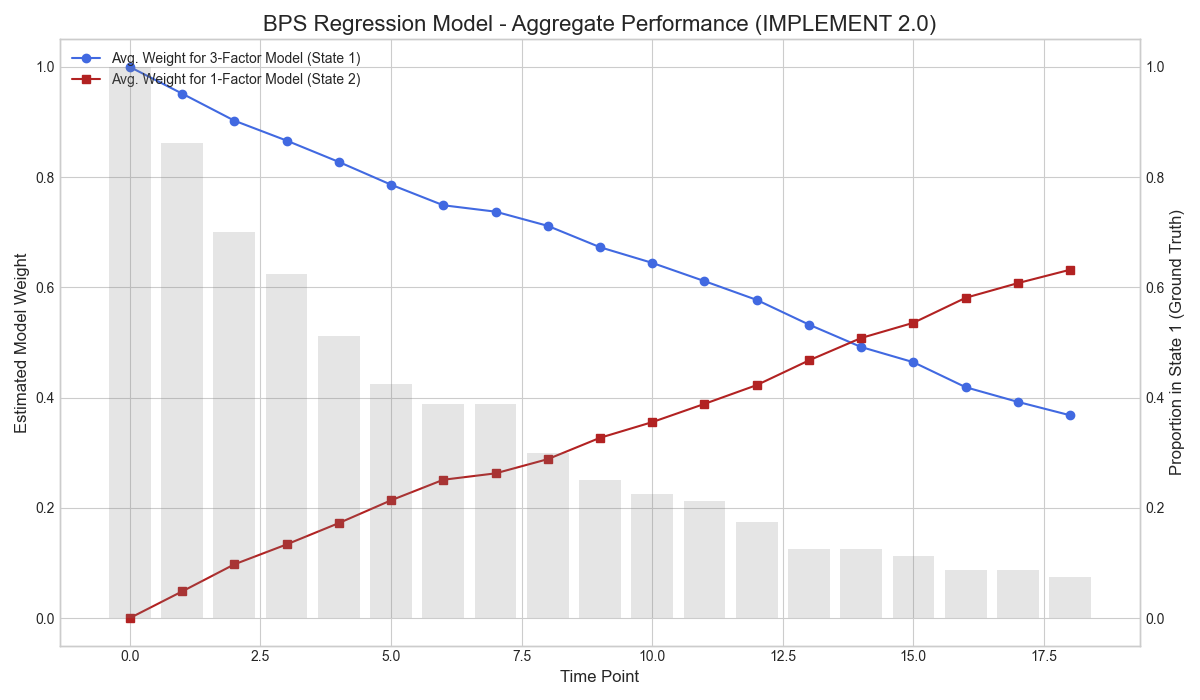 BPS Regression Model - Aggregate Performance (IMPLEMENT 2.0)
Avg. Weight for 3-Factor Model (State 1)
Avg. Weight for 1-Factor Model (State 2)
Estimated Model Weight
1.0
0.8
0.6
0.4
0.2
0.0
1.0
0.8
0.6
0.4
0.2
0.0
Proportion in State 1 (Ground Truth)
0.0 2.5 5.0 7.5 10.0 12.5 15.0 17.5
Time Point